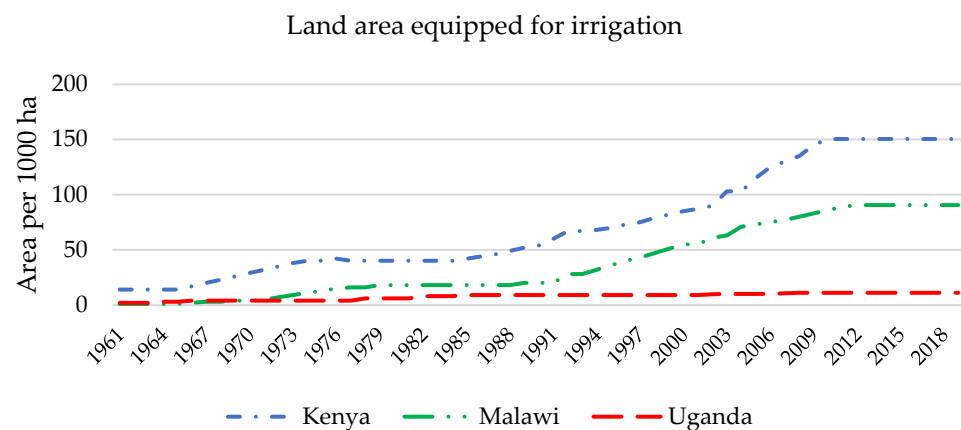 Land area equipped for irrigation
Area per 1000 ha
200
150
100
50
0
1961 1964 1967 1970 1973 1976 1979 1982 1985 1988 1991 1994 1997 2000 2003 2006 2009 2012 2015 2018
Kenya Malawi Uganda